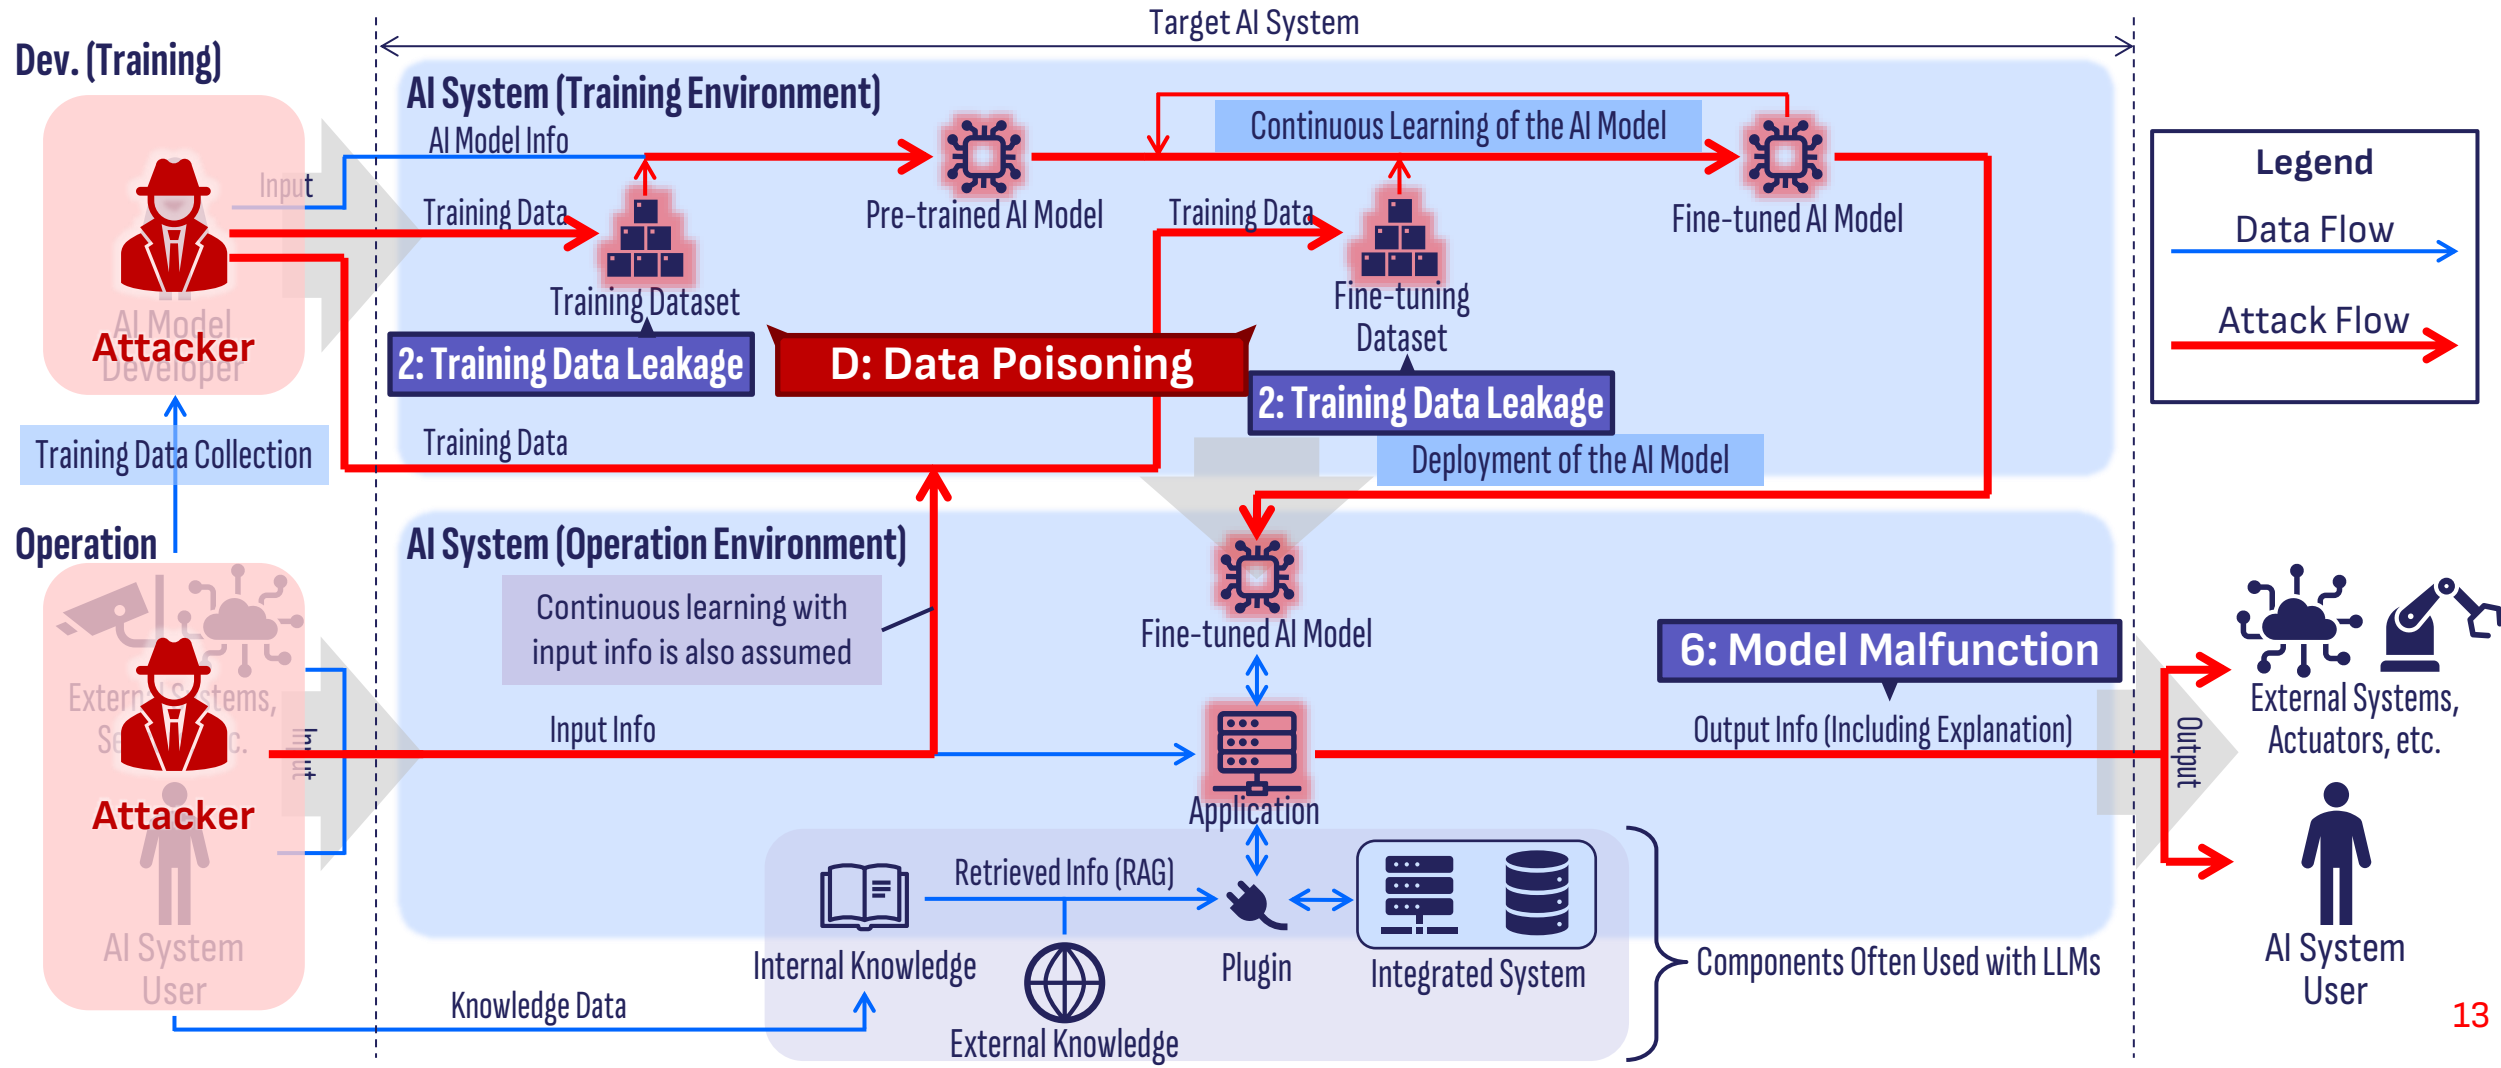 Target AI System
Dev. (Training)
AI System (Training Environment)
AI Model Info
Continuous Learning of the AI Model
Input
Training Data
Pre-trained AI Model
Training Data
Fine-tuned AI Model
Legend
Data Flow
Attack Flow
AI Model
Developer
Attacker
Training Dataset
Fine-tuning
Dataset
2: Training Data Leakage
D: Data Poisoning
2: Training Data Leakage
Training Data Collection
Training Data
Deployment of the AI Model
Operation
AI System (Operation Environment)
Continuous learning with
input info is also assumed
Fine-tuned AI Model
6: Model Malfunction
External Systems,
Input
Attacker
AI System
User
Input Info
Output Info (Including Explanation)
Output
External Systems,
Actuators, etc.
Application
Retrieved Info (RAG)
Internal Knowledge
Plugin
Integrated System
Components Often Used with LLMs
AI System
User
Knowledge Data
External Knowledge
13